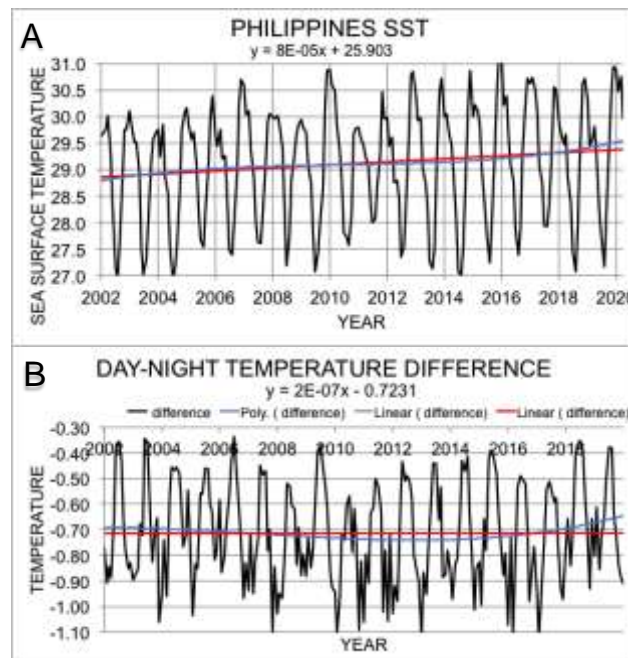 A
PHILIPPINES SST
y = 8E-05x + 25.903
SEA SURFACE TEMPERATURE
31.0
30.5
30.0
29.5
29.0
28.5
28.0
27.5
27.0
2002 2004 2006 2008 2010 2012 2014 2016 2018 2020
YEAR
B
DAY-NIGHT TEMPERATURE DIFFERENCE
y = 2E-07x - 0.7231
difference Poly. ( difference) Linear ( difference) Linear ( difference)
TEMPERATURE
-0.30
2002 2004 2006 2008 2010 2012 2014 2016 2018
-0.40
-0.50
-0.60
-0.70
-0.80
-0.90
-1.00
-1.10
YEAR